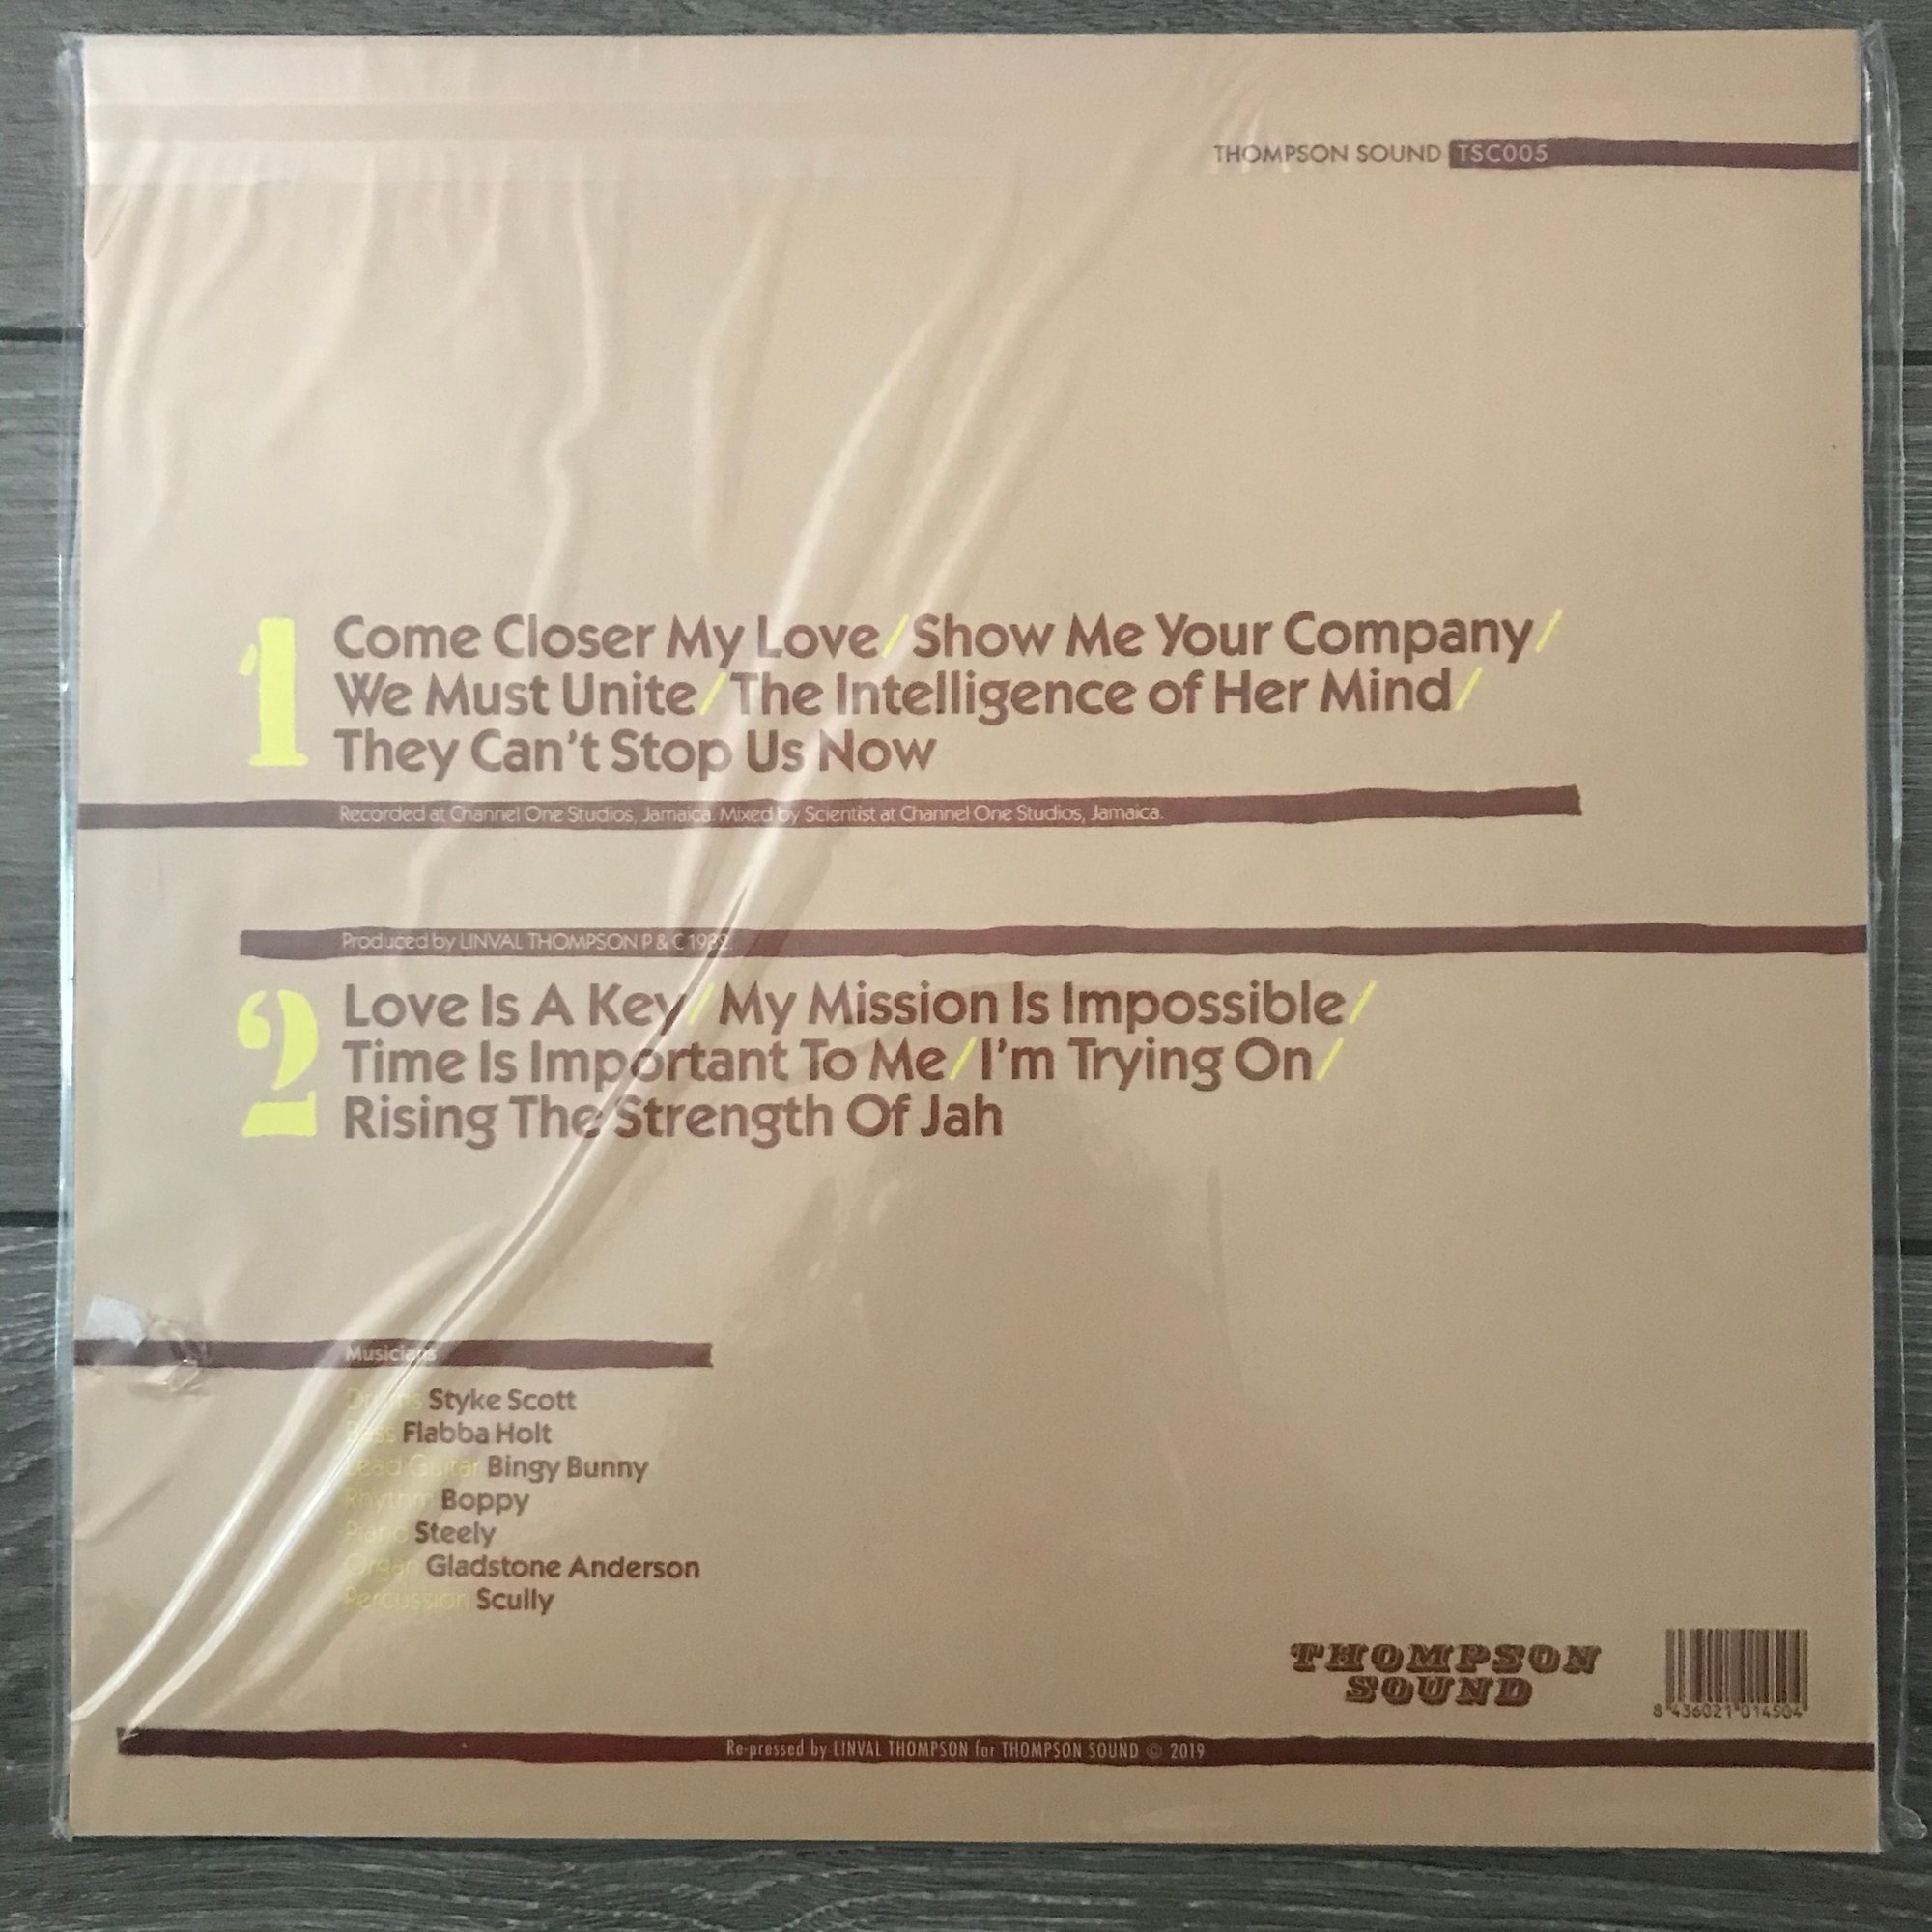 THOMPSON SOUND TSC005
1
Come Closer My Love/Show Me Your Company/
We Must Unite/The Intelligence of Her Mind/
They Can't Stop Us Now
Recorded at Channel One Studios, Jamaica. Mixed by Scientist at Channel One Studios, Jamaica.
Produced by LINVAL THOMPSON P & C 1982.
2
Love Is A Key/My Mission Is Impossible/
Time Is Important To Me/I'm Trying On/
Rising The Strength Of Jah
Musicians
Drums Styke Scott
Bass Flabba Holt
Lead Guitar Bingy Bunny
Rhythm Boppy
Piano Steely
Organ Gladstone Anderson
Percussion Scully
THOMPSON
SOUND
8 436021 014504
Re-pressed by LINVAL THOMPSON for THOMPSON SOUND © 2019